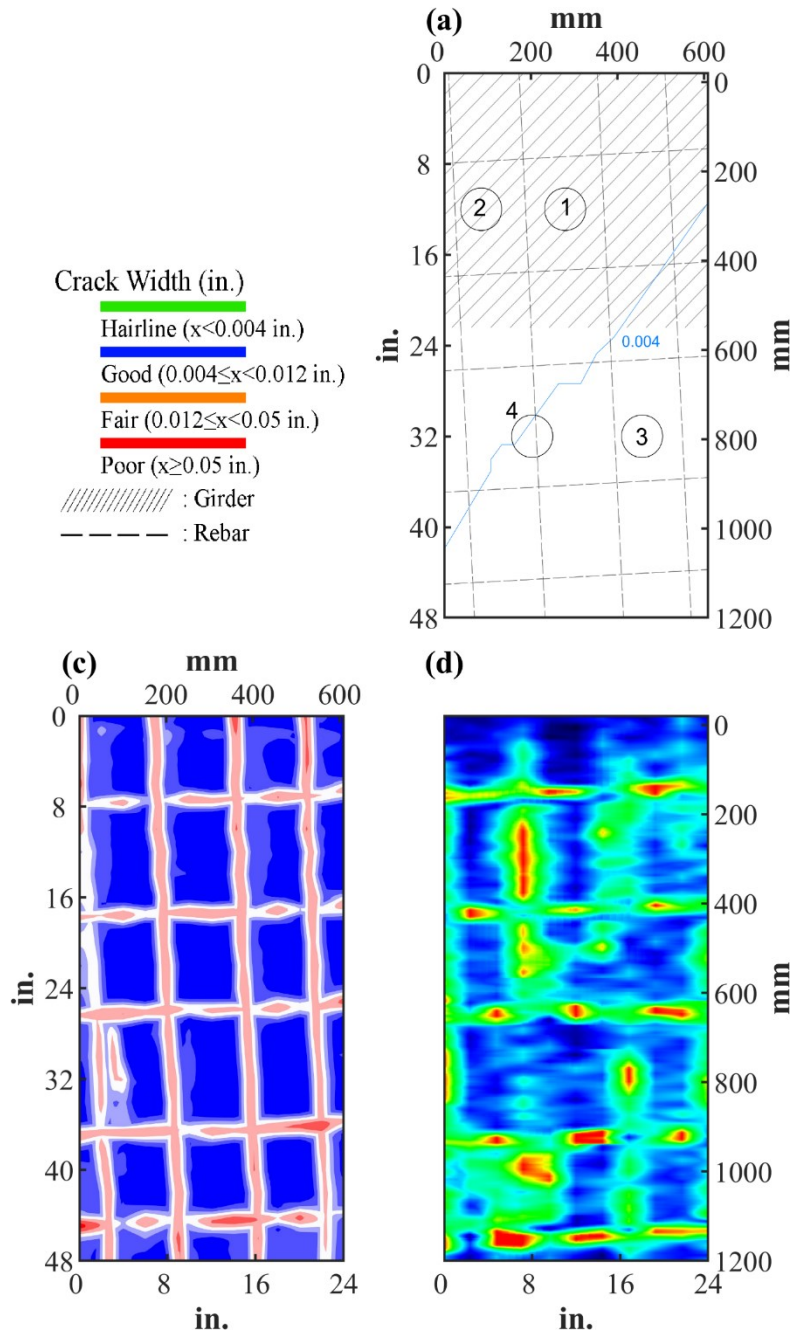 (a)
mm
0 200 400 600
0
8
16
24
32
40
48
in.
0
200
400
600
800
1000
1200
mm
2
1
0.004
4
3
Crack Width (in.)
Hairline (x<0.004 in.)
Good (0.004≤x<0.012 in.)
Fair (0.012≤x<0.05 in.)
Poor (x≥0.05 in.)
: Girder
: Rebar
(c)
mm
0 200 400 600
0
8
16
24
32
40
48
in.
0 8 16 24
in.
(d)
0
200
400
600
800
1000
1200
mm
0 8 16 24
in.